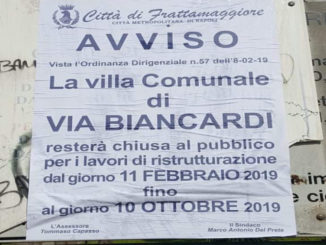 Città di Frattamaggiore
CITTÀ METROPOLITANA DI NAPOLI
AVVISO
Vista l'Ordinanza Dirigenziale n.57 dell'8-02-19
La villa Comunale
di
VIA BIANCARDI
resterà chiusa al pubblico
per i lavori di ristrutturazione
dal giorno 11 FEBBRAIO 2019
fino
al giorno 10 OTTOBRE 2019
L'Assessore
Tommaso Capasso
Il Sindaco
Marco Antonio Del Prete